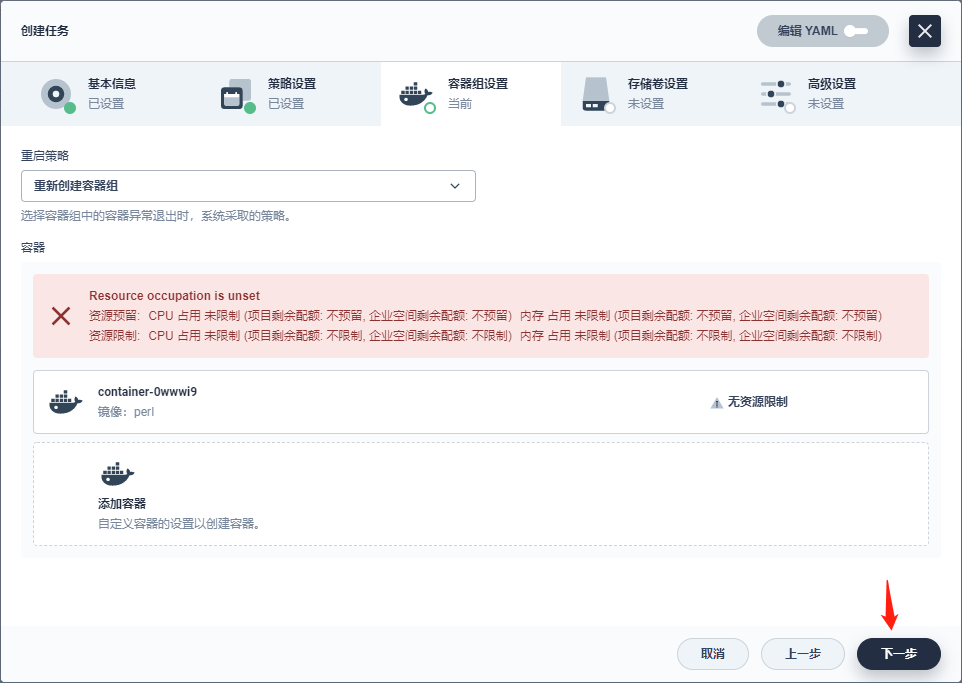 创建任务
编辑 YAML
基本信息
已设置
策略设置
已设置
容器组设置
当前
存储卷设置
未设置
高级设置
未设置
重启策略
重新创建容器组
选择容器组中的容器异常退出时，系统采取的策略。
容器
Resource occupation is unset
资源预留: CPU 占用 未限制 (项目剩余配额: 不预留, 企业空间剩余配额: 不预留) 内存 占用 未限制 (项目剩余配额: 不预留, 企业空间剩余配额: 不预留)
资源限制: CPU 占用 未限制 (项目剩余配额: 不限制, 企业空间剩余配额: 不限制) 内存 占用 未限制 (项目剩余配额: 不限制, 企业空间剩余配额: 不限制)
container-0wwwi9
镜像：perl
无资源限制
添加容器
自定义容器的设置以创建容器。
取消
上一步
下一步